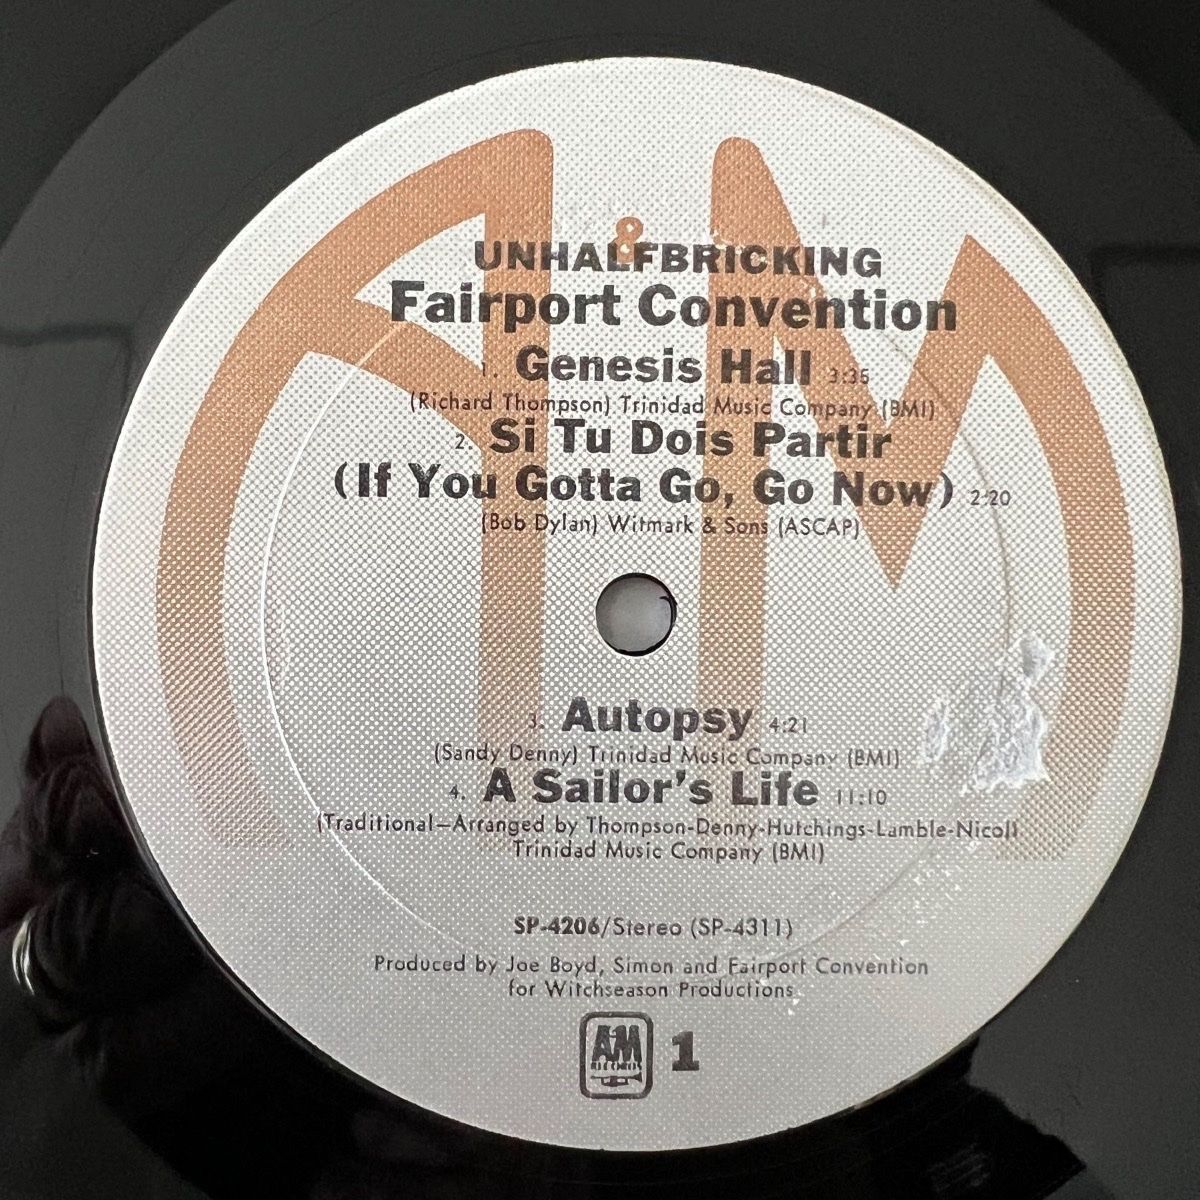 &
UNHALFBRICKING
Fairport Convention
1. Genesis Hall 3:35
(Richard Thompson) Trinidad Music Company (BMI)
2. Si Tu Dois Partir
(If You Gotta Go, Go Now) 2:20
(Bob Dylan) Witmark & Sons (ASCAP)
3. Autopsy 4:21
(Sandy Denny) Trinidad Music Company (BMI)
4. A Sailor's Life 11:10
(Traditional—Arranged by Thompson-Denny-Hutchings-Lamble-Nicoll
Trinidad Music Company (BMI)
SP-4206/Stereo (SP-4311)
Produced by Joe Boyd, Simon and Fairport Convention
for Witchseason Productions
A&M RECORDS 1